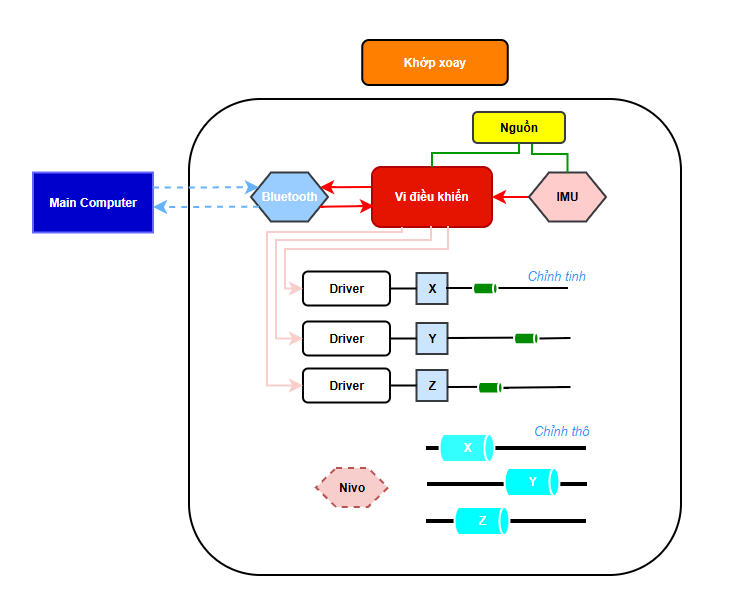 Khớp xoay
Nguồn
Main Computer
Bluetooth
Vi điều khiển
IMU
Chỉnh tinh
Driver
X
Driver
Y
Driver
Z
Chỉnh thô
X
Nivo
Y
Z